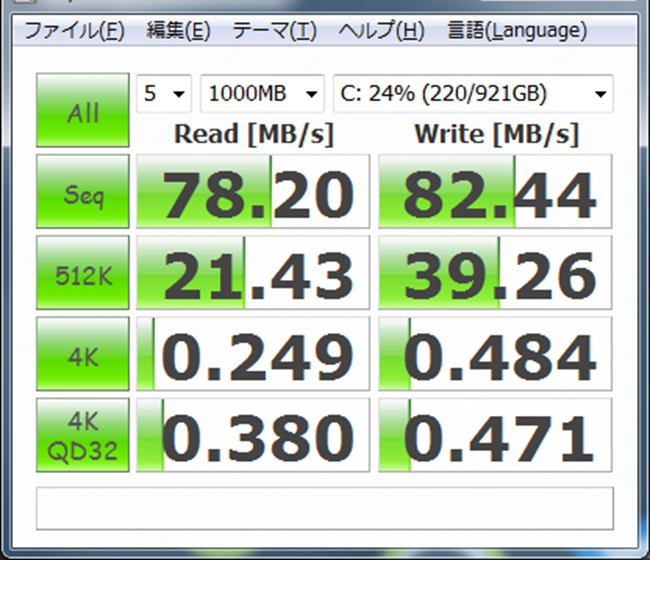 ファイル(F) 編集(E) テーマ(T) ヘルプ(H) 言語(Language)
All 5 1000MB C: 24% (220/921GB)
Read [MB/s] Write [MB/s]
Seq 78.20 82.44
512K 21.43 39.26
4K 0.249 0.484
4K QD32 0.380 0.471